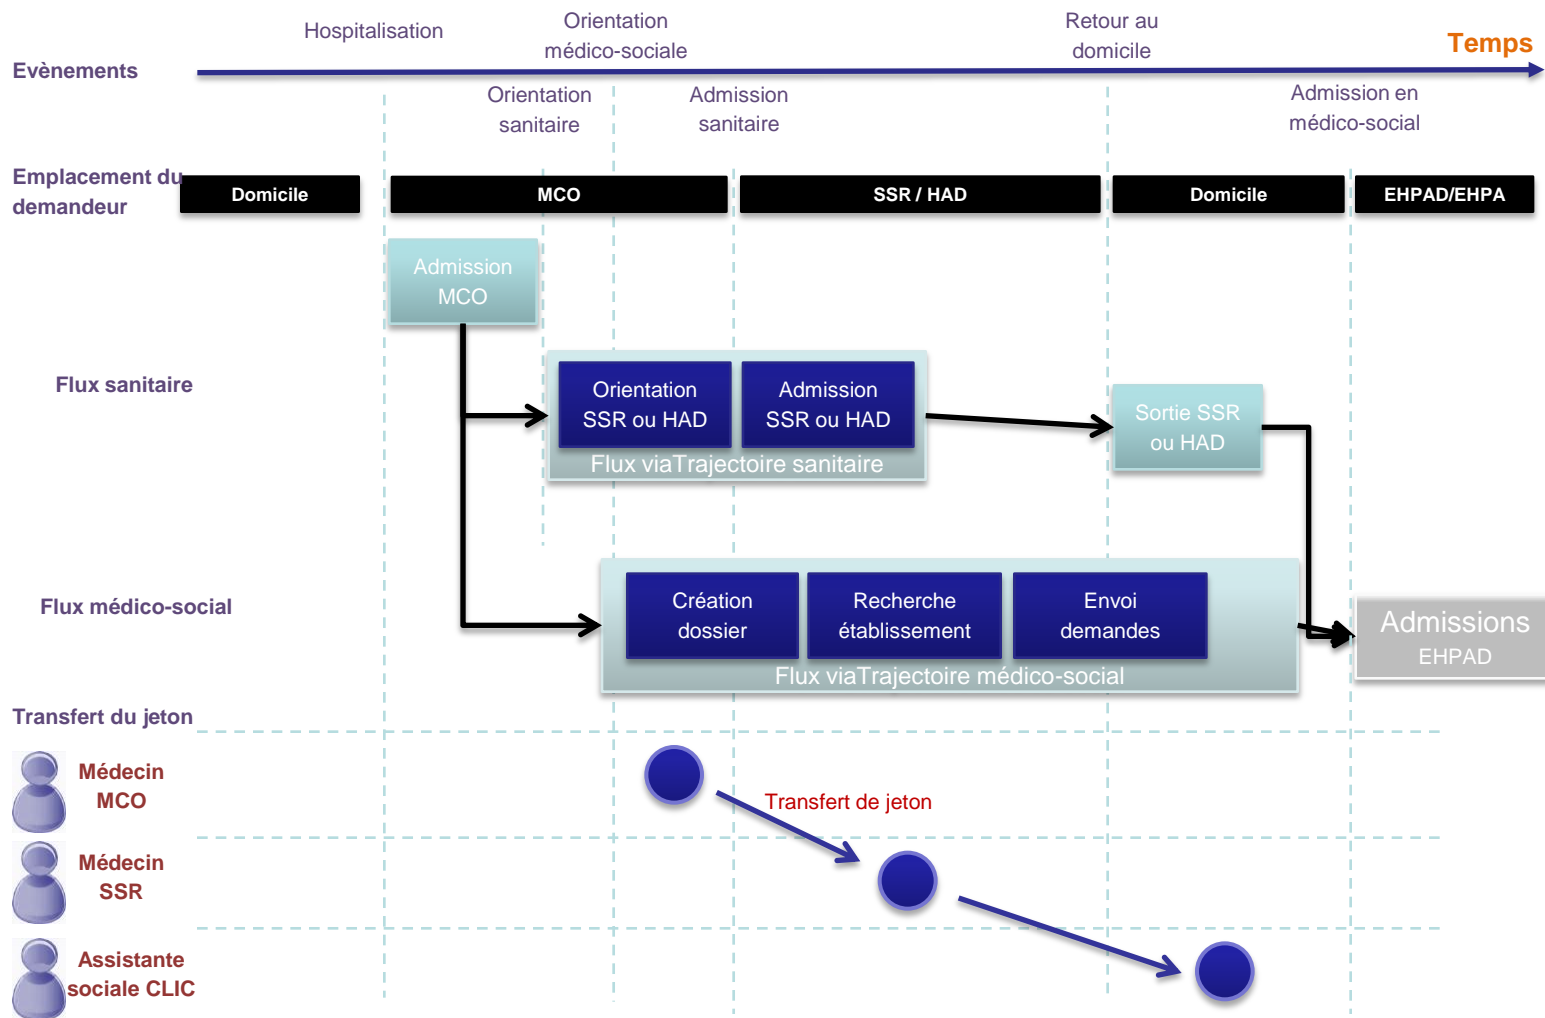 Hospitalisation
Orientation
médico-sociale
Retour au
domicile
Temps
Evènements
Orientation
sanitaire
Admission
sanitaire
Admission en
médico-social
Emplacement du
demandeur
Domicile
MCO
SSR / HAD
Domicile
EHPAD/EHPA
Admission
MCO
Flux sanitaire
Orientation
SSR ou HAD
Admission
SSR ou HAD
Flux viaTrajectoire sanitaire
Sortie SSR
ou HAD
Flux médico-social
Création
dossier
Recherche
établissement
Envoi
demandes
Flux viaTrajectoire médico-social
Admissions
EHPAD
Transfert du jeton
Médecin
MCO
Transfert de jeton
Médecin
SSR
Assistante
sociale CLIC